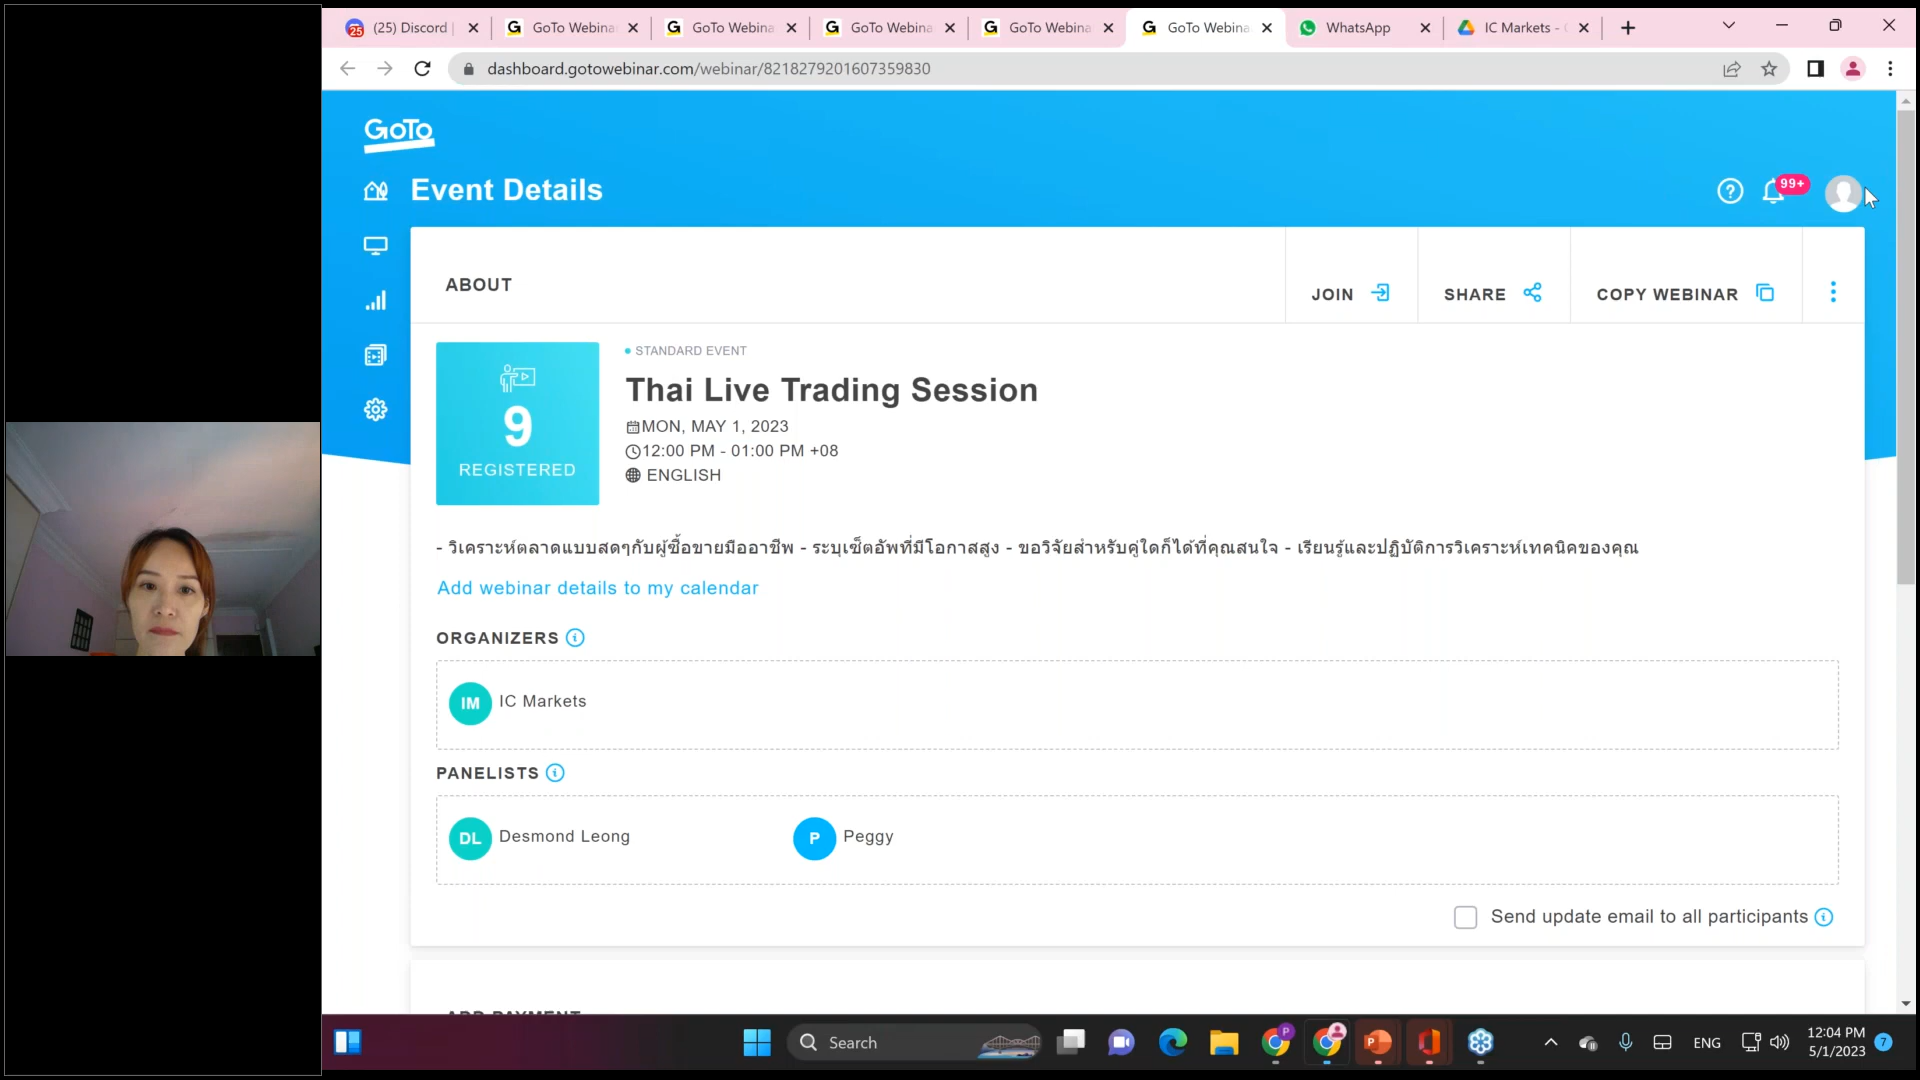 (25) Discord |
GoTo Webina
GoTo Webina
GoTo Webina
GoTo Webina
GoTo Webina
WhatsApp
IC Markets -
dashboard.gotowebinar.com/webinar/8218279201607359830
GoTo
Event Details
99+
ABOUT
JOIN
SHARE
COPY WEBINAR
9
REGISTERED
STANDARD EVENT
Thai Live Trading Session
MON, MAY 1, 2023
12:00 PM - 01:00 PM +08
ENGLISH
- วิเคราะห์ตลาดแบบสดๆกับผู้ซื้อขายมืออาชีพ - ระบุเซ็ตอัพที่มีโอกาสสูง - ขอวิจัยสำหรับคู่ใดก็ได้ที่คุณสนใจ - เรียนรู้และปฏิบัติการวิเคราะห์เทคนิคของคุณ
Add webinar details to my calendar
ORGANIZERS
IM IC Markets
PANELISTS
DL Desmond Leong
P Peggy
Send update email to all participants
ADD PAYMENT
Search
ENG
12:04 PM
5/1/2023
7